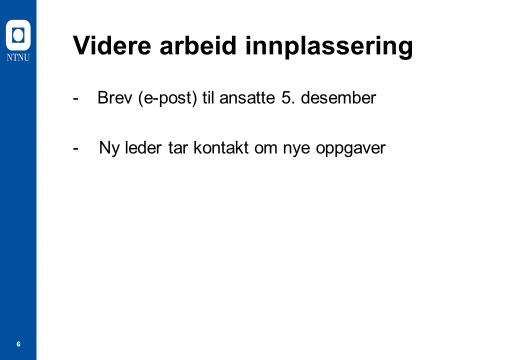 NTNU
Videre arbeid innplassering
- Brev (e-post) til ansatte 5. desember
- Ny leder tar kontakt om nye oppgaver
6